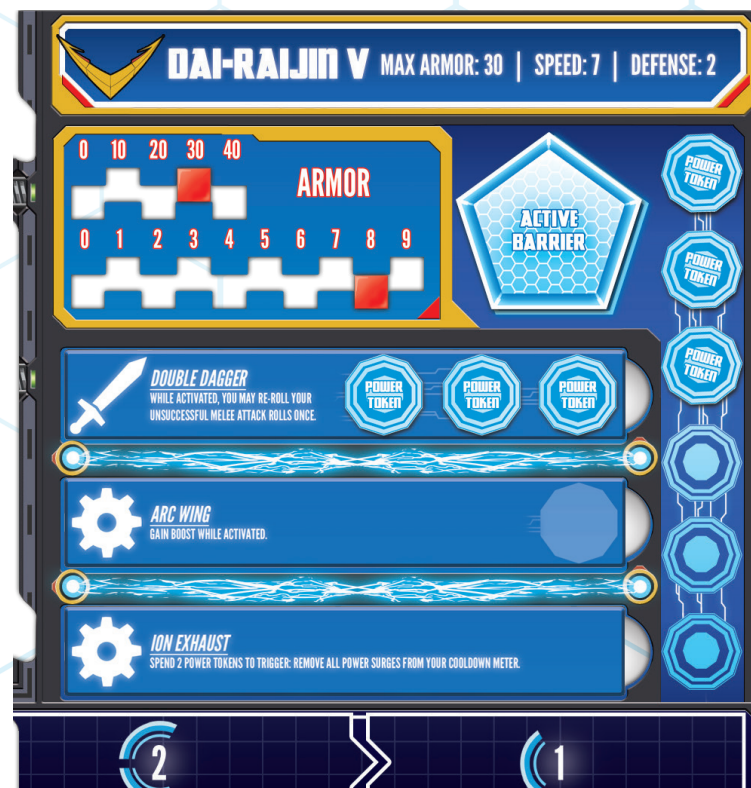 DAI-RAIJIN V MAX ARMOR: 30 | SPEED: 7 | DEFENSE: 2
0 10 20 30 40
ARMOR
0 1 2 3 4 5 6 7 8 9
ACTIVE
BARRIER
POWER
TOKEN
POWER
TOKEN
POWER
TOKEN
DOUBLE DAGGER
WHILE ACTIVATED, YOU MAY RE-ROLL YOUR
UNSUCCESSFUL MELEE ATTACK ROLLS ONCE.
POWER
TOKEN
POWER
TOKEN
POWER
TOKEN
ARC WING
GAIN BOOST WHILE ACTIVATED.
ION EXHAUST
SPEND 2 POWER TOKENS TO TRIGGER: REMOVE ALL POWER SURGES FROM YOUR COOLDOWN METER.
2 1